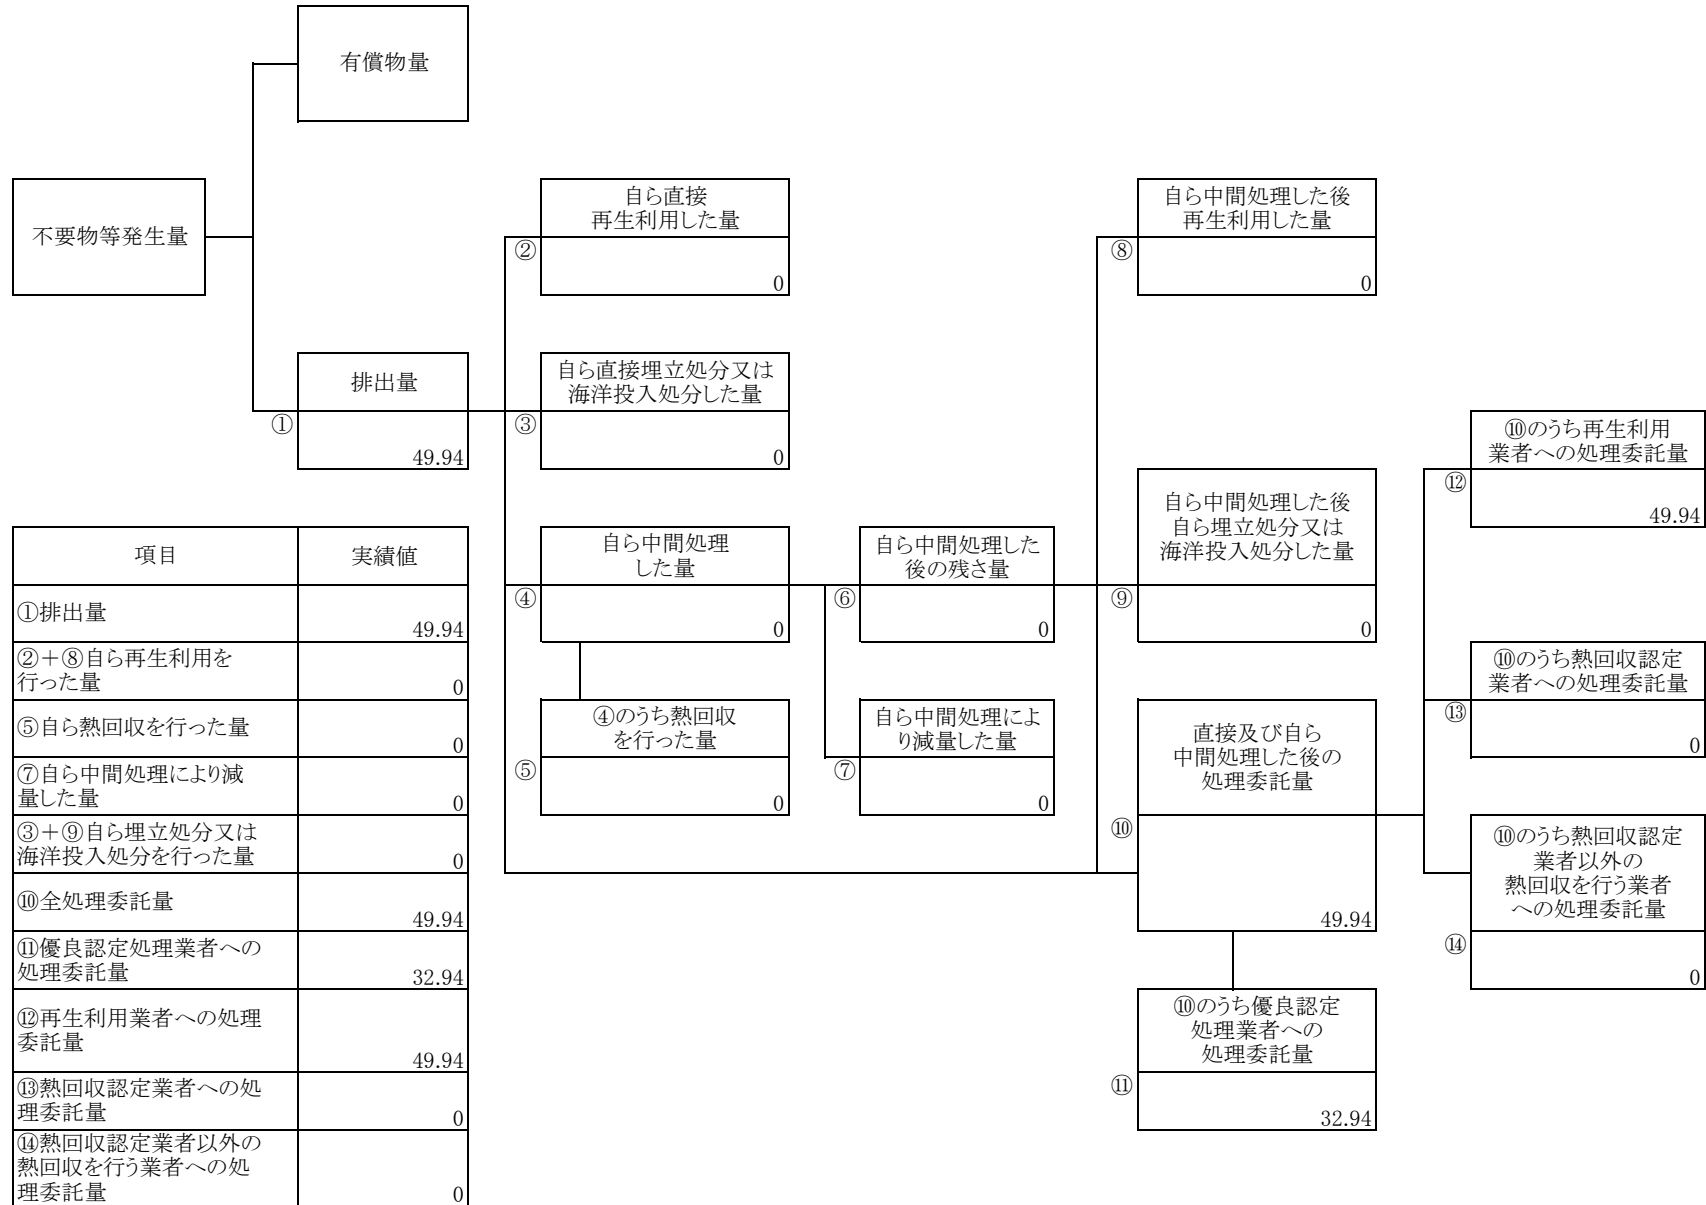 有償物量
不要物等発生量
自ら直接
再生利用した量
②
0
自ら中間処理した後
再生利用した量
⑧
0
排出量
①
49.94
自ら直接埋立処分又は
海洋投入処分した量
③
0
⑩のうち再生利用
業者への処理委託量
⑫
49.94
自ら中間処理
した量
④
0
自ら中間処理した
後の残さ量
⑥
0
自ら中間処理した後
自ら埋立処分又は
海洋投入処分した量
⑨
0
⑩のうち熱回収認定
業者への処理委託量
⑬
0
④のうち熱回収
を行った量
⑤
0
自ら中間処理によ
り減量した量
⑦
0
直接及び自ら
中間処理した後の
処理委託量
⑩
49.94
⑩のうち熱回収認定
業者以外の
熱回収を行う業者
への処理委託量
⑭
0
⑩のうち優良認定
処理業者への
処理委託量
⑪
32.94
項目 実績値
①排出量
49.94
②＋⑧自ら再生利用を
行った量
0
⑤自ら熱回収を行った量
0
⑦自ら中間処理により減
量した量
0
③＋⑨自ら埋立処分又は
海洋投入処分を行った量
0
⑩全処理委託量
49.94
⑪優良認定処理業者への
処理委託量
32.94
⑫再生利用業者への処理
委託量
49.94
⑬熱回収認定業者への処
理委託量
0
⑭熱回収認定業者以外の
熱回収を行う業者への処
理委託量
0